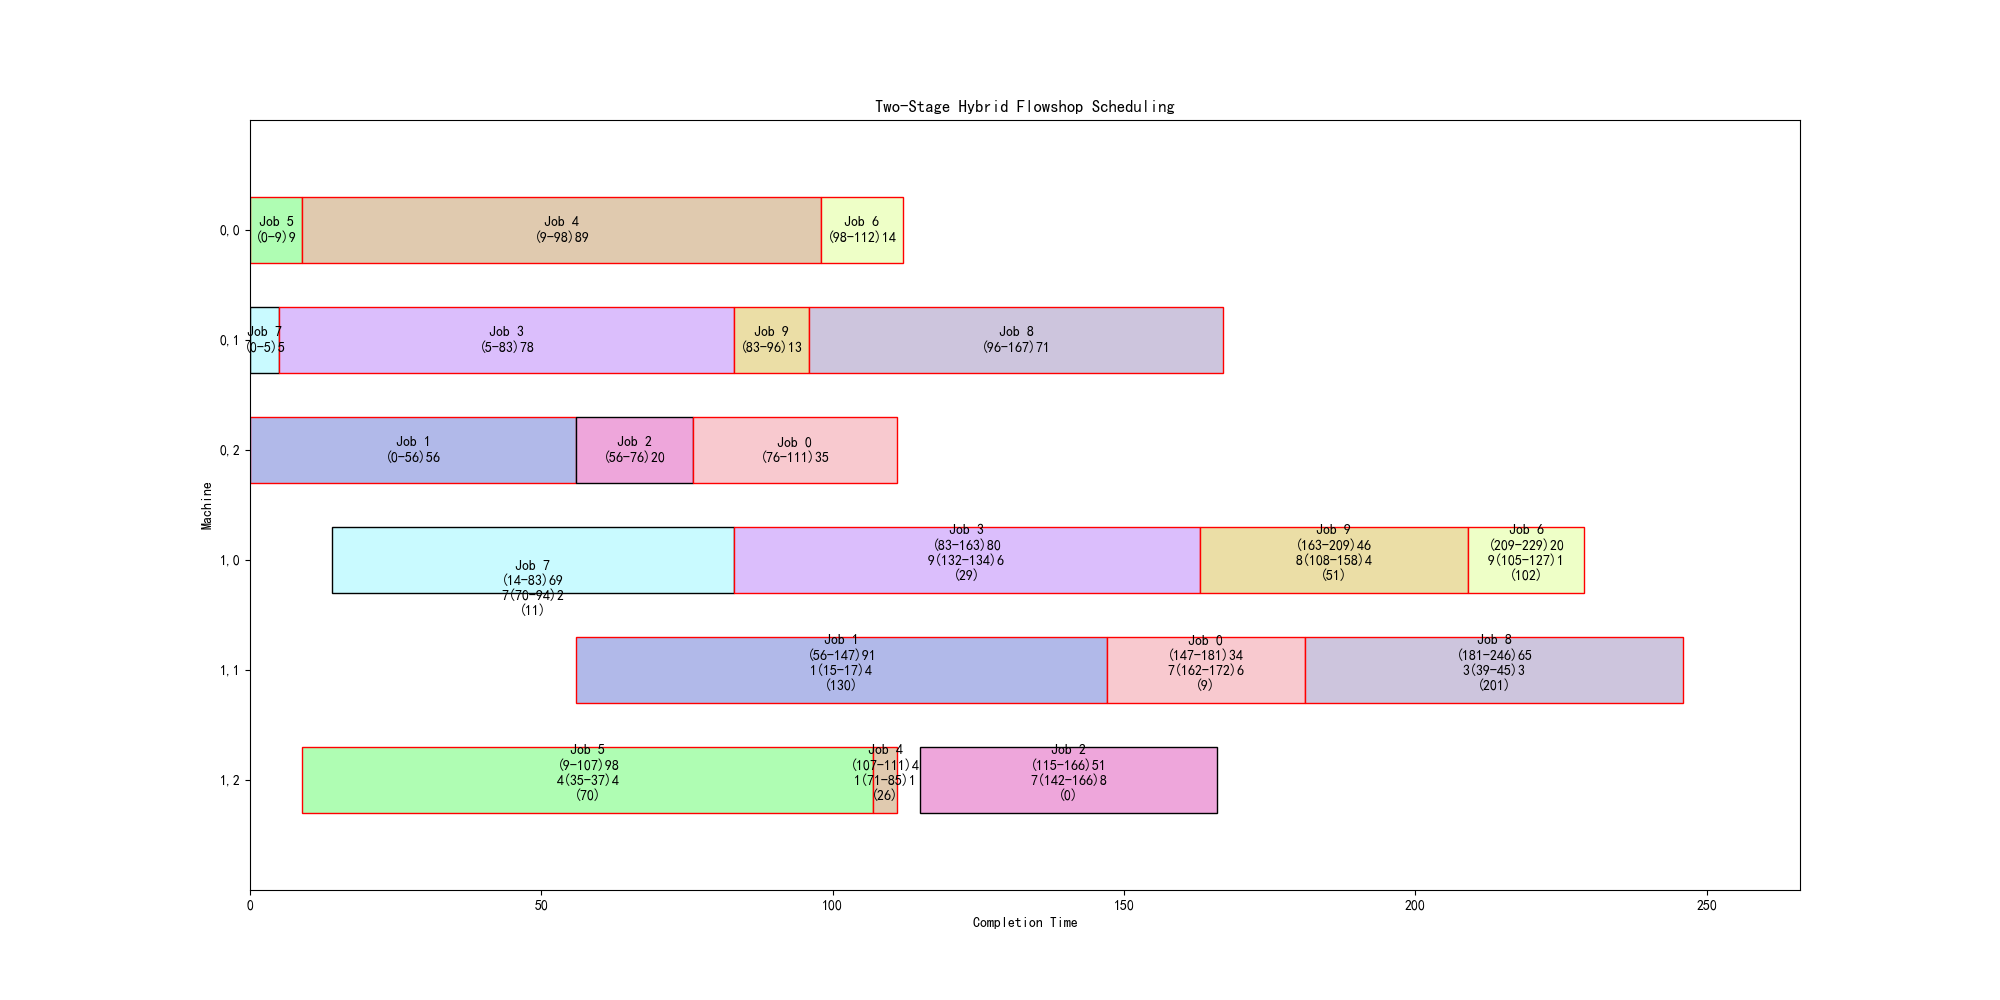 Two-Stage Hybrid Flowshop Scheduling
Machine
0,0
Job 5
(0-9)9
Job 4
(9-98)89
Job 6
(98-112)14
0,1
Job 7
(0-5)5
Job 3
(5-83)78
Job 9
(83-96)13
Job 8
(96-167)71
0,2
Job 1
(0-56)56
Job 2
(56-76)20
Job 0
(76-111)35
1,0
Job 7
(14-83)69
7(70-94)2
(11)
Job 3
(83-163)80
9(132-134)6
(29)
Job 9
(163-209)46
8(108-158)4
(51)
Job 6
(209-229)20
9(105-127)1
(102)
1,1
Job 1
(56-147)91
1(15-17)4
(130)
Job 0
(147-181)34
7(162-172)6
(9)
Job 8
(181-246)65
3(39-45)3
(201)
1,2
Job 5
(9-107)98
4(35-37)4
(70)
Job 4
(107-111)4
1(71-85)1
(26)
Job 2
(115-166)51
7(142-166)8
(0)
0
50
100
150
200
250
Completion Time